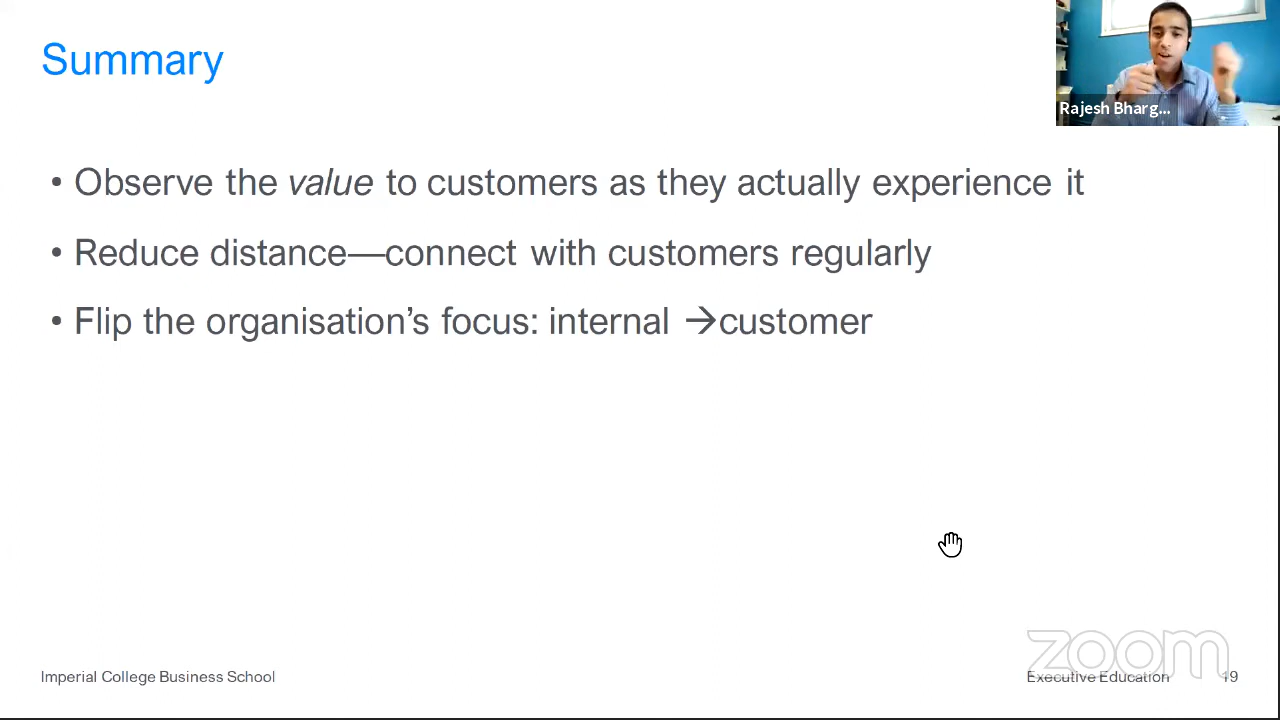 Summary
Rajesh Bharg...
• Observe the value to customers as they actually experience it
• Reduce distance—connect with customers regularly
• Flip the organisation’s focus: internal →customer
zoom
Imperial College Business School
Executive Education
19